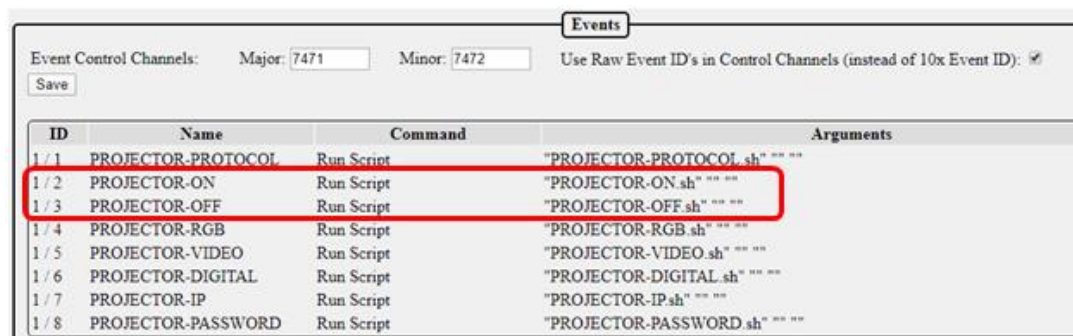 Events
Event Control Channels: Major: 7471 Minor: 7472 Use Raw Event ID's in Control Channels (instead of 10x Event ID):
Save
ID Name Command Arguments
1 / 1 PROJECTOR-PROTOCOL Run Script "PROJECTOR-PROTOCOL.sh" "" ""
1 / 2 PROJECTOR-ON Run Script "PROJECTOR-ON.sh" "" ""
1 / 3 PROJECTOR-OFF Run Script "PROJECTOR-OFF.sh" "" ""
1 / 4 PROJECTOR-RGB Run Script "PROJECTOR-RGB.sh" "" ""
1 / 5 PROJECTOR-VIDEO Run Script "PROJECTOR-VIDEO.sh" "" ""
1 / 6 PROJECTOR-DIGITAL Run Script "PROJECTOR-DIGITAL.sh" "" ""
1 / 7 PROJECTOR-IP Run Script "PROJECTOR-IP.sh" "" ""
1 / 8 PROJECTOR-PASSWORD Run Script "PROJECTOR-PASSWORD.sh" "" ""